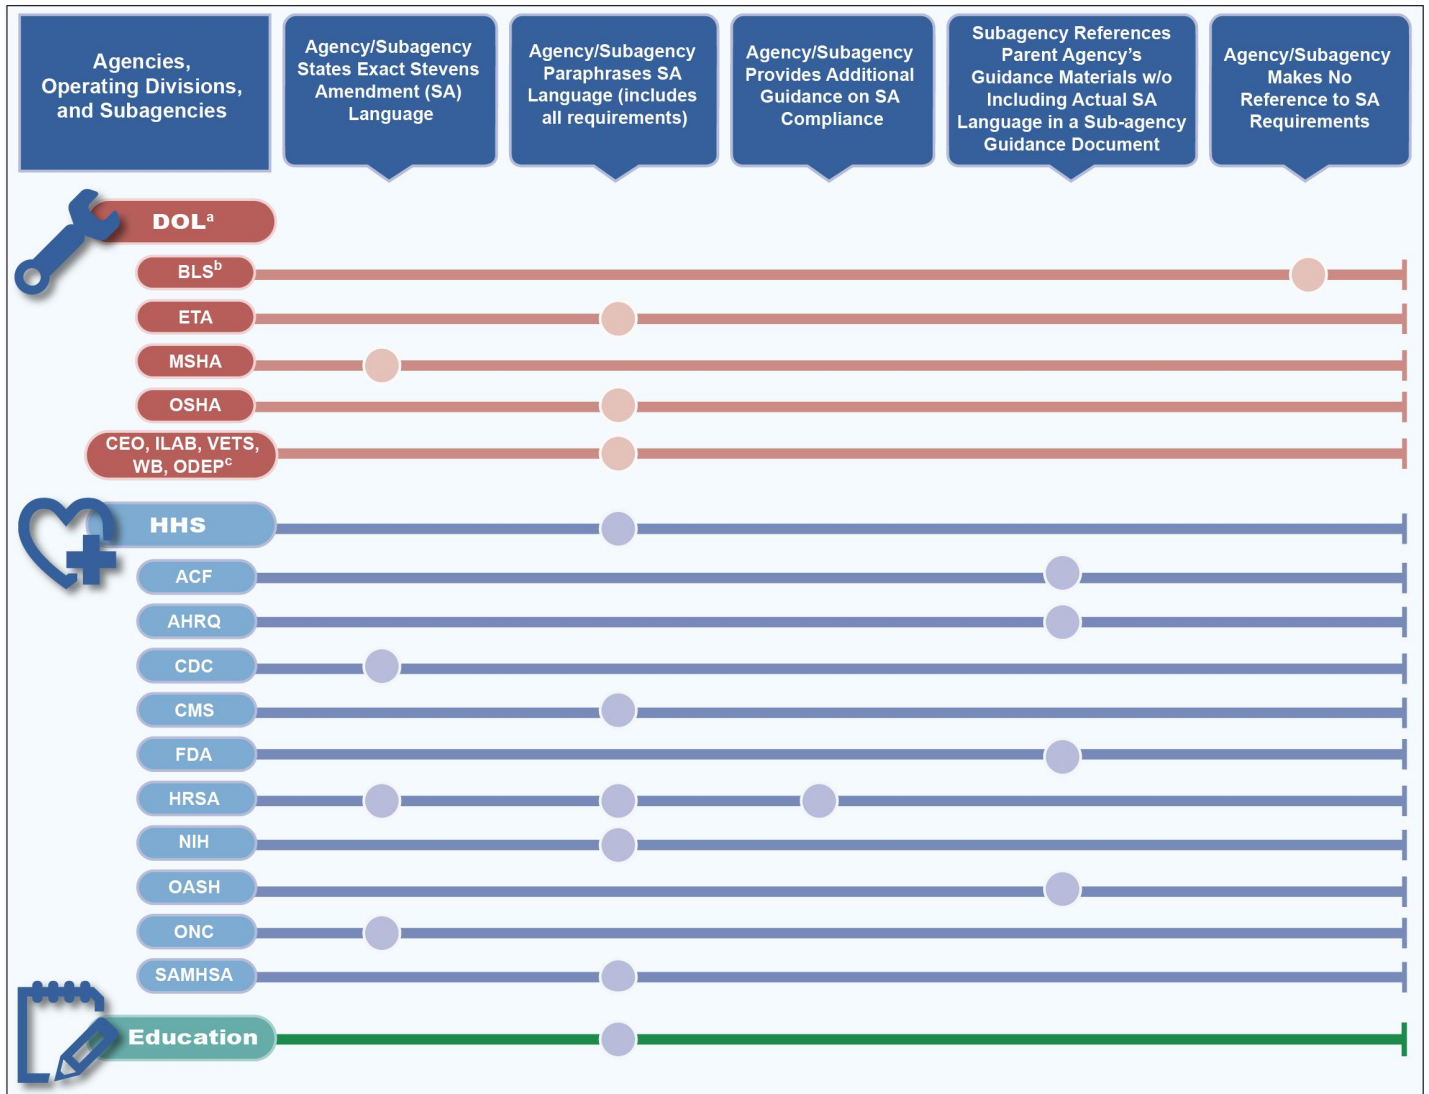 Agencies,
Operating Divisions,
and Subagencies
Agency/Subagency
States Exact Stevens
Amendment (SA)
Language
Agency/Subagency
Paraphrases SA
Language (includes
all requirements)
Agency/Subagency
Provides Additional
Guidance on SA
Compliance
Subagency References
Parent Agency’s
Guidance Materials w/o
Including Actual SA
Language in a Sub-agency
Guidance Document
Agency/Subagency
Makes No
Reference to SA
Requirements
DOLa
BLSb
ETA
MSHA
OSHA
CEO, ILAB, VETS,
WB, ODEPc
HHS
ACF
AHRQ
CDC
CMS
FDA
HRSA
NIH
OASH
ONC
SAMHSA
Education